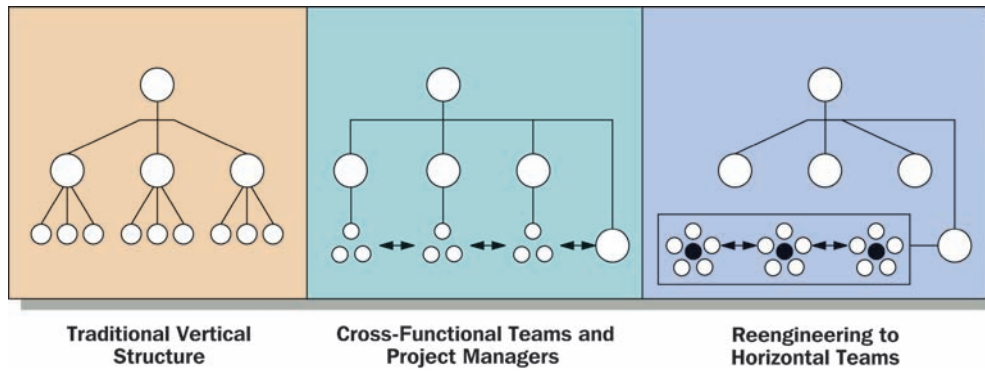 Traditional Vertical
Structure
Cross-Functional Teams and
Project Managers
Reengineering to
Horizontal Teams